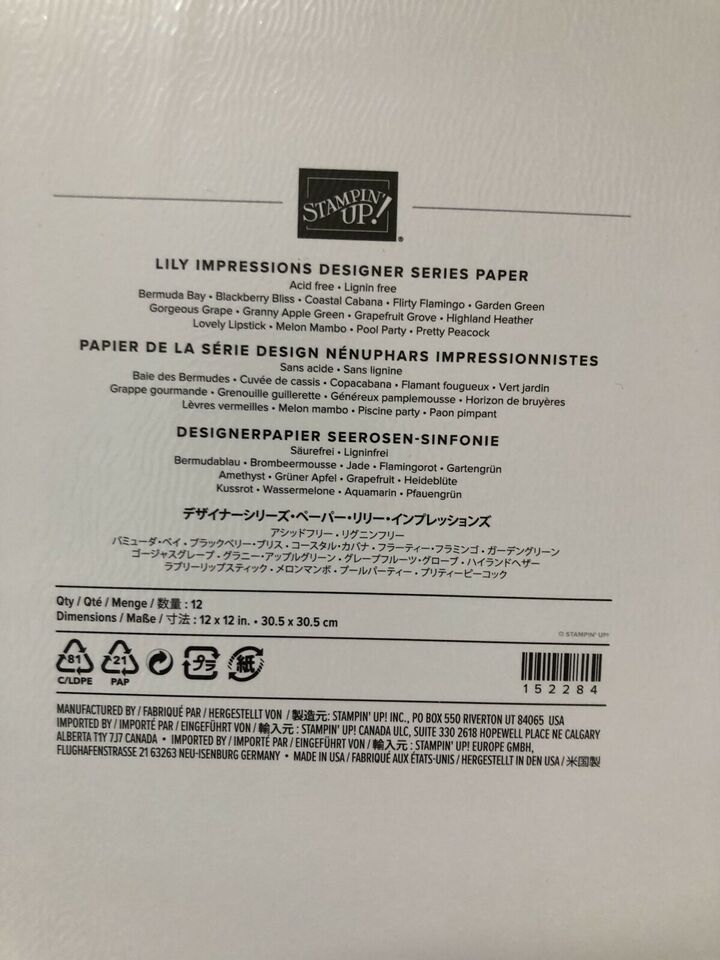 STAMPIN' UP!®
LILY IMPRESSIONS DESIGNER SERIES PAPER
Acid free • Lignin free
Bermuda Bay • Blackberry Bliss • Coastal Cabana • Flirty Flamingo • Garden Green
Gorgeous Grape • Granny Apple Green • Grapefruit Grove • Highland Heather
Lovely Lipstick • Melon Mambo • Pool Party • Pretty Peacock
PAPIER DE LA SÉRIE DESIGN NÉNUPHARS IMPRESSIONNISTES
Sans acide • Sans lignine
Baie des Bermudes • Cuvée de cassis • Copacabana • Flamant fougueux • Vert jardin
Grappe gourmande • Grenouille guillerette • Généreux pamplemousse • Horizon de bruyères
Lèvres vermeilles • Melon mambo • Piscine party • Paon pimpant
DESIGNERPAPIER SEEROSEN-SINFONIE
Säurefrei • Ligninfrei
Bermudablau • Brombeermousse • Jade • Flamingorot • Gartengrün
Amethyst • Grüner Apfel • Grapefruit • Heideblüte
Kussrot • Wassermelone • Aquamarin • Pfauengrün
デザイナーシリーズ・ペーパー・リリー・インプレッションズ
アシッドフリー・リグニンフリー
バミューダ・ベイ・ブラックベリー・ブリス・コースタル・カバナ・フラーティー・フラミンゴ・ガーデングリーン
ゴージャスグレープ・グラニー・アップルグリーン・グレープフルーツ・グローブ・ハイランドヘザー
ラブリーリップスティック・メロンマンボ・プールパーティー・プリティーピーコック
Qty / Qté / Menge / 数量 : 12
Dimensions / Maße / 寸法 : 12 x 12 in. • 30.5 x 30.5 cm
© STAMPIN' UP!®
81 21 プラ 紙
C/LDPE PAP
152284
MANUFACTURED BY / FABRIQUÉ PAR / HERGESTELLT VON / 製造元: STAMPIN' UP! INC., PO BOX 550 RIVERTON UT 84065 USA
IMPORTED BY / IMPORTÉ PAR / EINGEFÜHRT VON / 輸入元 : STAMPIN' UP! CANADA ULC, SUITE 330 2618 HOPEWELL PLACE NE CALGARY
ALBERTA T1Y 7J7 CANADA • IMPORTED BY / IMPORTÉ PAR / EINGEFÜHRT VON / 輸入元 : STAMPIN' UP! EUROPE GMBH,
FLUGHAFENSTRASSE 21 63263 NEU-ISENBURG GERMANY • MADE IN USA / FABRIQUÉ AUX ÉTATS-UNIS / HERGESTELLT IN DEN USA / 米国製